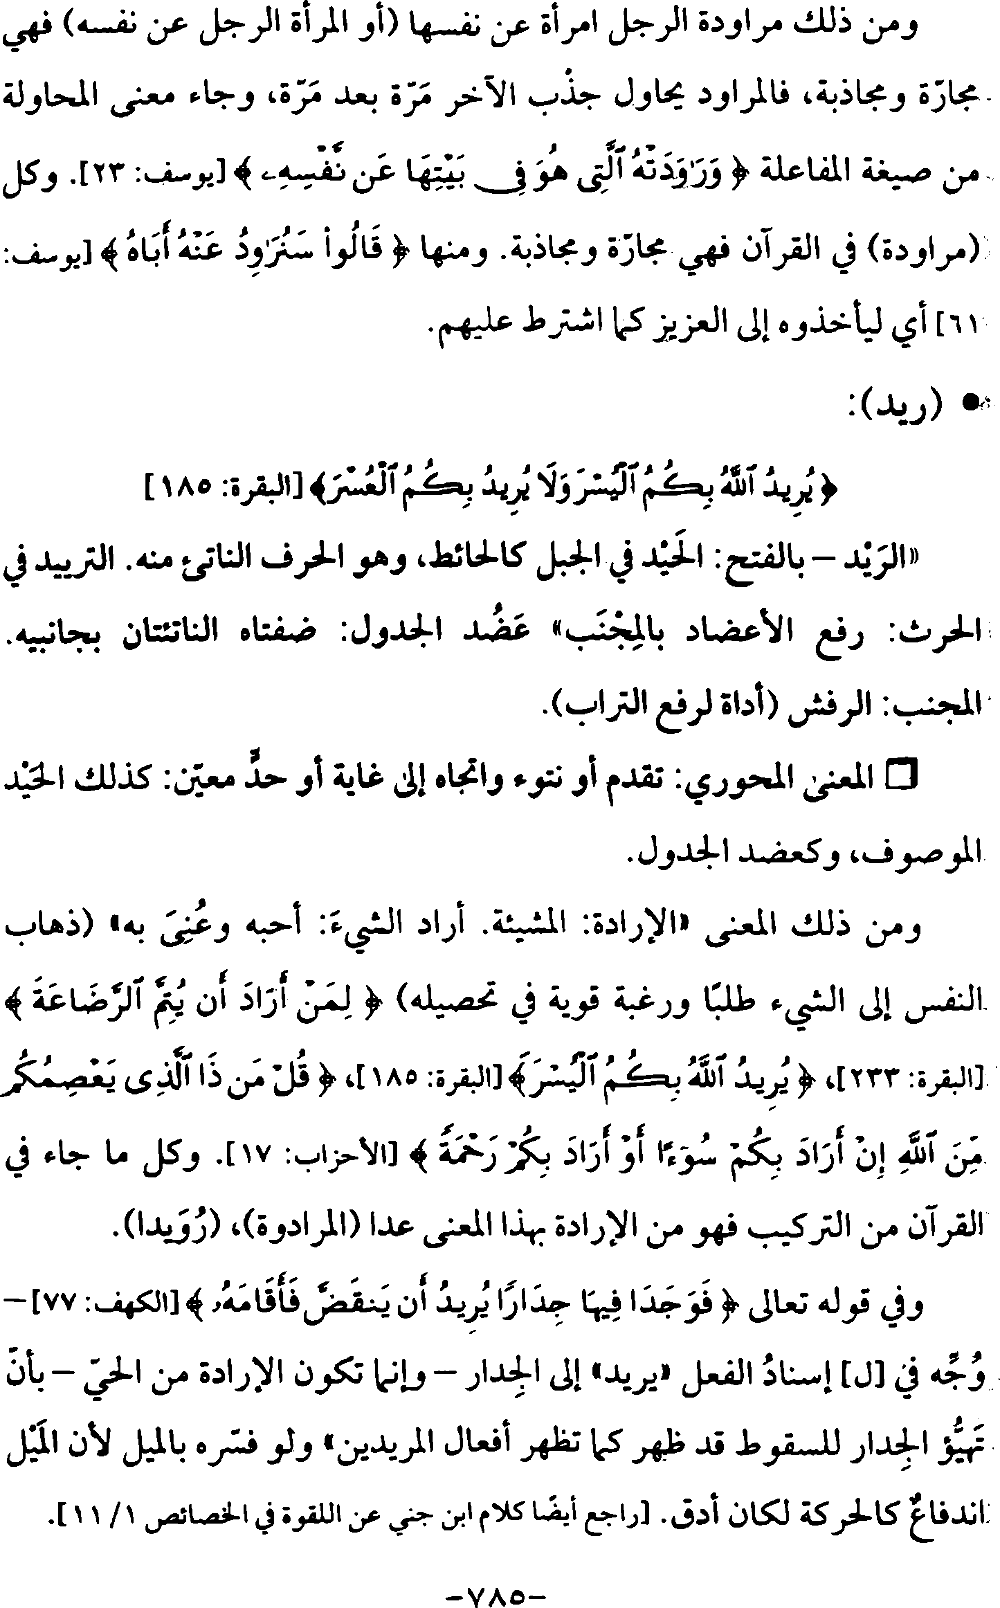 ومن ذلك مراودة الرجل امرأة عن نفسها (أو المرأة الرجل عن نفسه) فهي
مجارّة ومجاذبة، فالمراود يحاول جذْب الآخر مَرّة بعد مَرّة، وجاء معنى المحاولة
من صيغة المفاعلة ﴿ وَرَٰوَدَتْهُ ٱلَّتِى هُوَ فِى بَيْتِهَا عَن نَّفْسِهِۦ ﴾ [يوسف: ٢٣]. وكل
(مراودة) في القرآن فهي مجارّة ومجاذبة. ومنها ﴿ قَالُوا۟ سَنُرَٰوِدُ عَنْهُ أَبَاهُ ﴾ [يوسف:
٦١] أي ليأخذوه إلى العزيز كما اشترط عليهم.
• (ريد):
﴿ يُرِيدُ ٱللَّهُ بِكُمُ ٱلْيُسْرَ وَلَا يُرِيدُ بِكُمُ ٱلْعُسْرَ﴾ [البقرة: ١٨٥]
«الرَيْد – بالفتح: الحَيْد في الجبل كالحائط، وهو الحرف الناتئ منه. الترييد في
الحرث: رفع الأعضاد بالمِجْنَب» عَضُد الجدول: ضفتاه الناتئتان بجانبيه.
المجنب: الرفش (أداة لرفع التراب).
❏ المعنى المحوري: تقدم أو نتوء واتجاه إلى غاية أو حدٍّ معيّن: كذلك الحَيْد
الموصوف، وكعضد الجدول.
ومن ذلك المعنى «الإرادة: المشيئة. أراد الشيءَ: أحبه وعُنِىَ به» (ذهاب
النفس إلى الشيء طلبًا ورغبة قوية في تحصيله) ﴿ لِمَنْ أَرَادَ أَن يُتِمَّ ٱلرَّضَاعَةَ ﴾
[البقرة: ٢٣٣]، ﴿ يُرِيدُ ٱللَّهُ بِكُمُ ٱلْيُسْرَ﴾ [البقرة: ١٨٥]، ﴿ قُلْ مَن ذَا ٱلَّذِى يَعْصِمُكُم
مِّنَ ٱللَّهِ إِنْ أَرَادَ بِكُمْ سُوٓءًا أَوْ أَرَادَ بِكُمْ رَحْمَةً ﴾ [الأحزاب: ١٧]. وكل ما جاء في
القرآن من التركيب فهو من الإرادة بهذا المعنى عدا (المرادوة)، (رُوَيدا).
وفي قوله تعالى ﴿ فَوَجَدَا فِيهَا جِدَارًا يُرِيدُ أَن يَنقَضَّ فَأَقَامَهُۥ ﴾ [الكهف: ٧٧] –
وُجِّه في [ل] إسنادُ الفعل «يريد» إلى الجِدار – وإنما تكون الإرادة من الحيّ – بأنّ
تَهيُّؤ الجِدار للسقوط قد ظهر كما تظهر أفعال المريدين» ولو فسّره بالميل لأن المَيْل
اندفاعٌ كالحركة لكان أدق. [راجع أيضًا كلام ابن جني عن اللقوة في الخصائص ١/ ١١].
-٧٨٥-